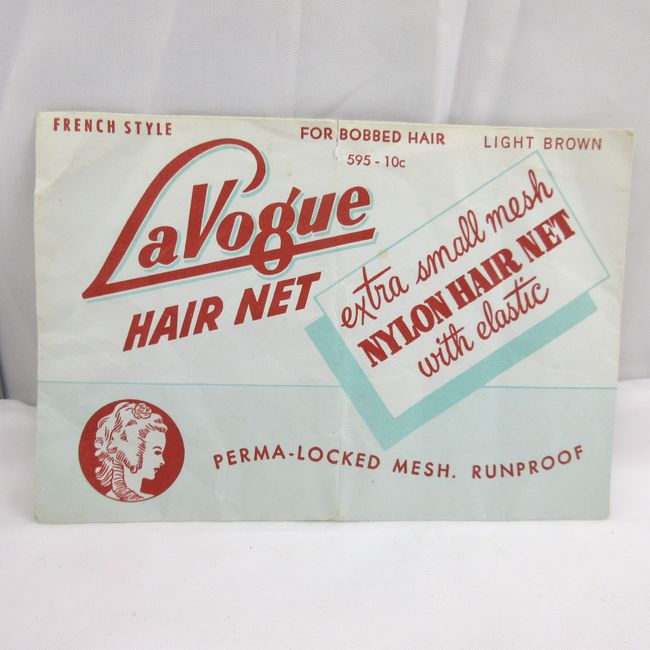 FRENCH STYLE
FOR BOBBED HAIR
LIGHT BROWN
595 - 10c
LaVogue
HAIR NET
extra small mesh
NYLON HAIR NET
with elastic
PERMA-LOCKED MESH. RUNPROOF